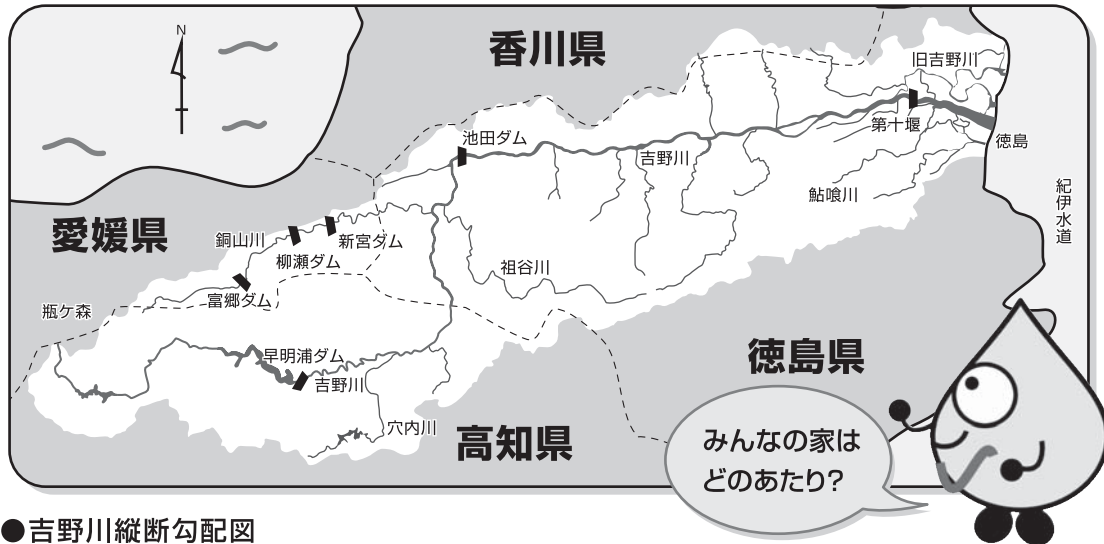 N
香川県
旧吉野川
第十堰
徳島
池田ダム
吉野川
鮎喰川
紀伊水道
愛媛県
銅山川
新宮ダム
柳瀬ダム
富郷ダム
祖谷川
瓶ケ森
早明浦ダム
吉野川
穴内川
高知県
徳島県
みんなの家は
どのあたり?
●吉野川縦断勾配図